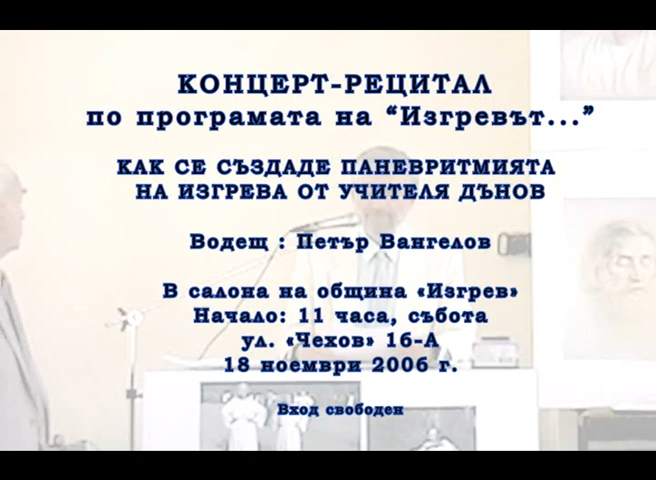 КОНЦЕРТ-РЕЦИТАЛ
по програмата на “Изгревът...”
КАК СЕ СЪЗДАДЕ ПАНЕВРИТМИЯТА
НА ИЗГРЕВА ОТ УЧИТЕЛЯ ДЪНОВ
Водещ : Петър Вангелов
В салона на община «Изгрев»
Начало: 11 часа, събота
ул. «Чехов» 16-А
18 ноември 2006 г.
Вход свободен